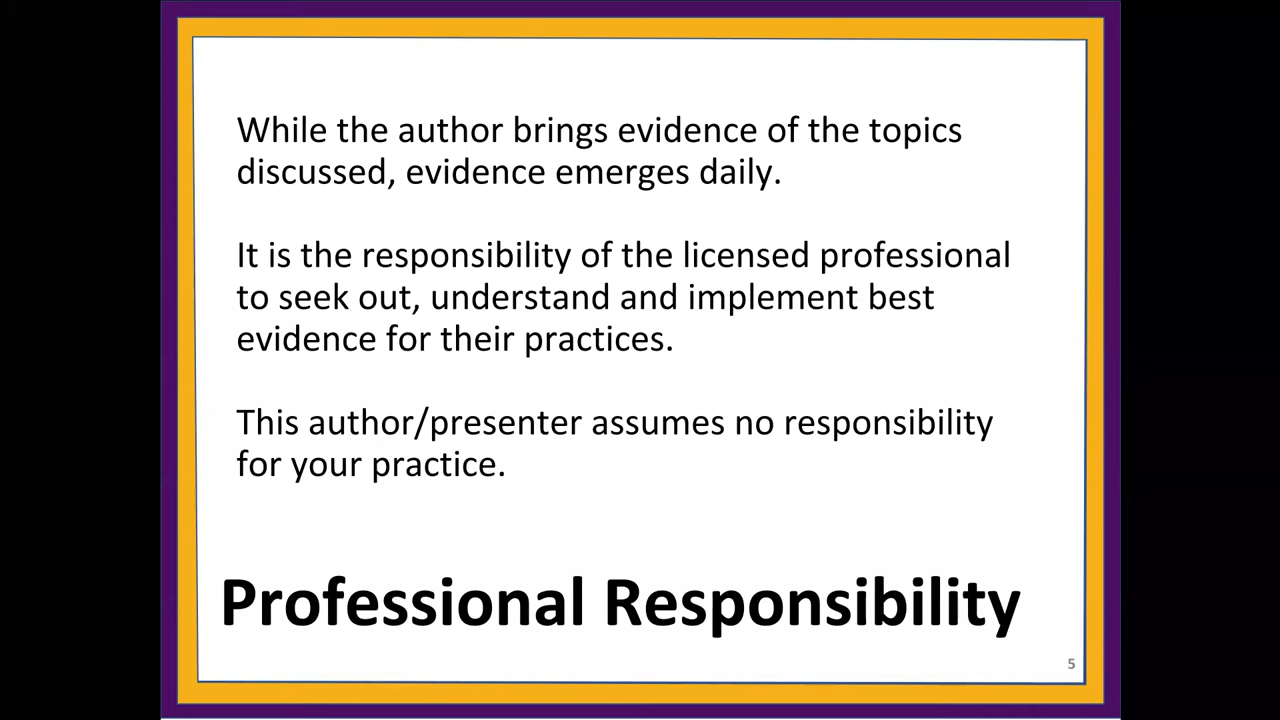 While the author brings evidence of the topics
discussed, evidence emerges daily.
It is the responsibility of the licensed professional
to seek out, understand and implement best
evidence for their practices.
This author/presenter assumes no responsibility
for your practice.
Professional Responsibility
5